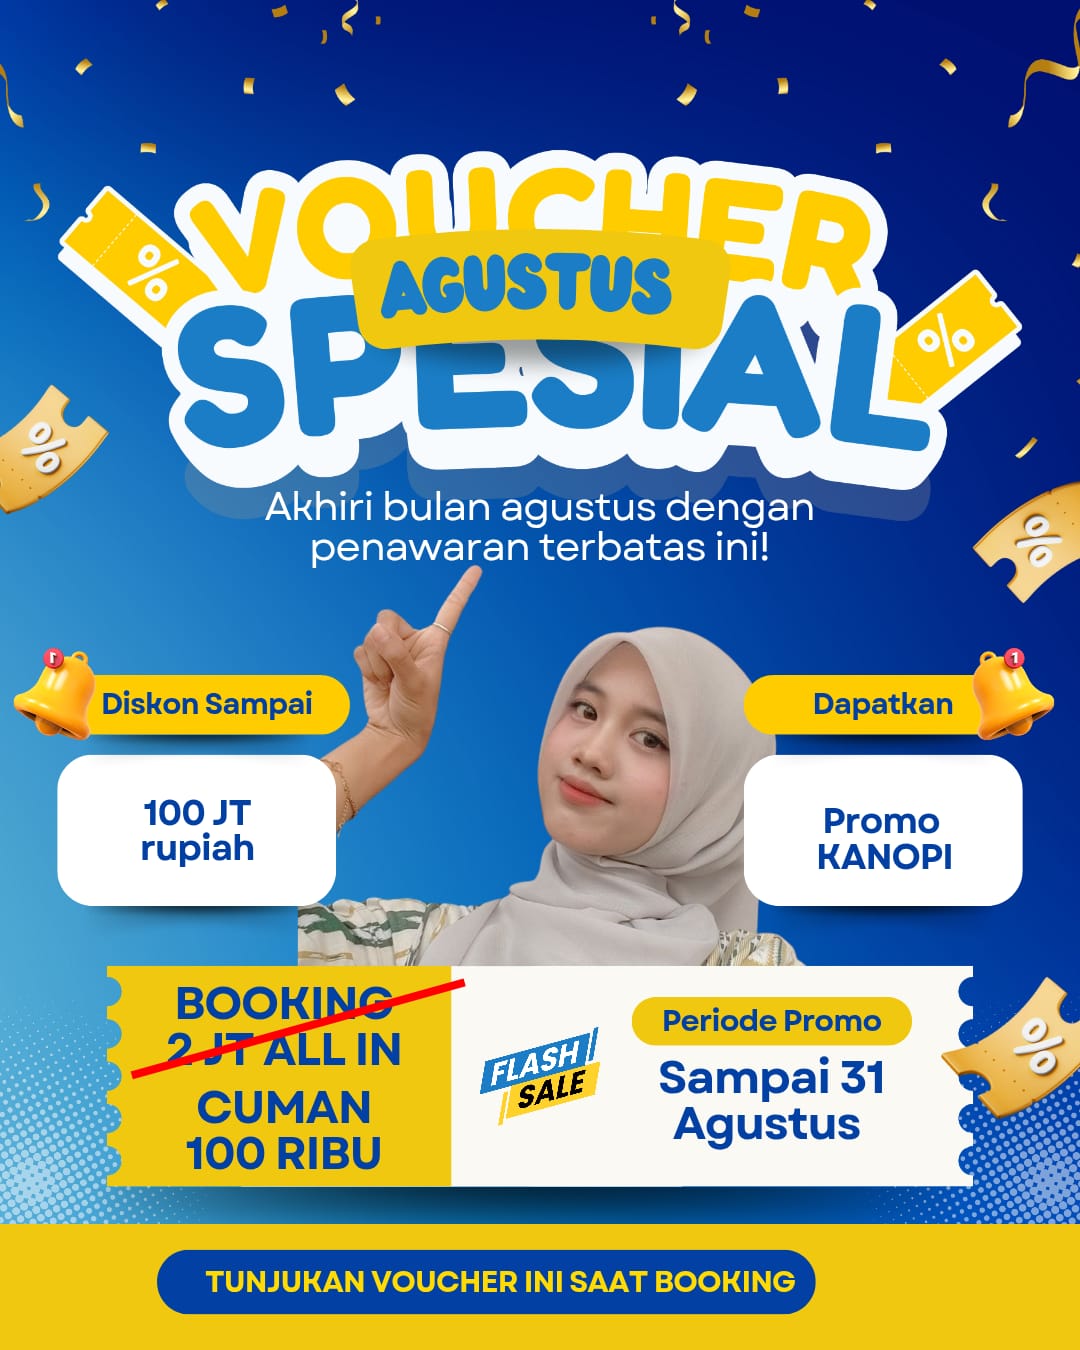 VOUCHER
AGUSTUS
SPESIAL
%
%
%
%
Akhiri bulan agustus dengan
penawaran terbatas ini!
1
Diskon Sampai
100 JT
rupiah
1
Dapatkan
Promo
KANOPI
BOOKING
2 JT ALL IN
CUMAN
100 RIBU
FLASH
SALE
Periode Promo
Sampai 31
Agustus
%
TUNJUKAN VOUCHER INI SAAT BOOKING